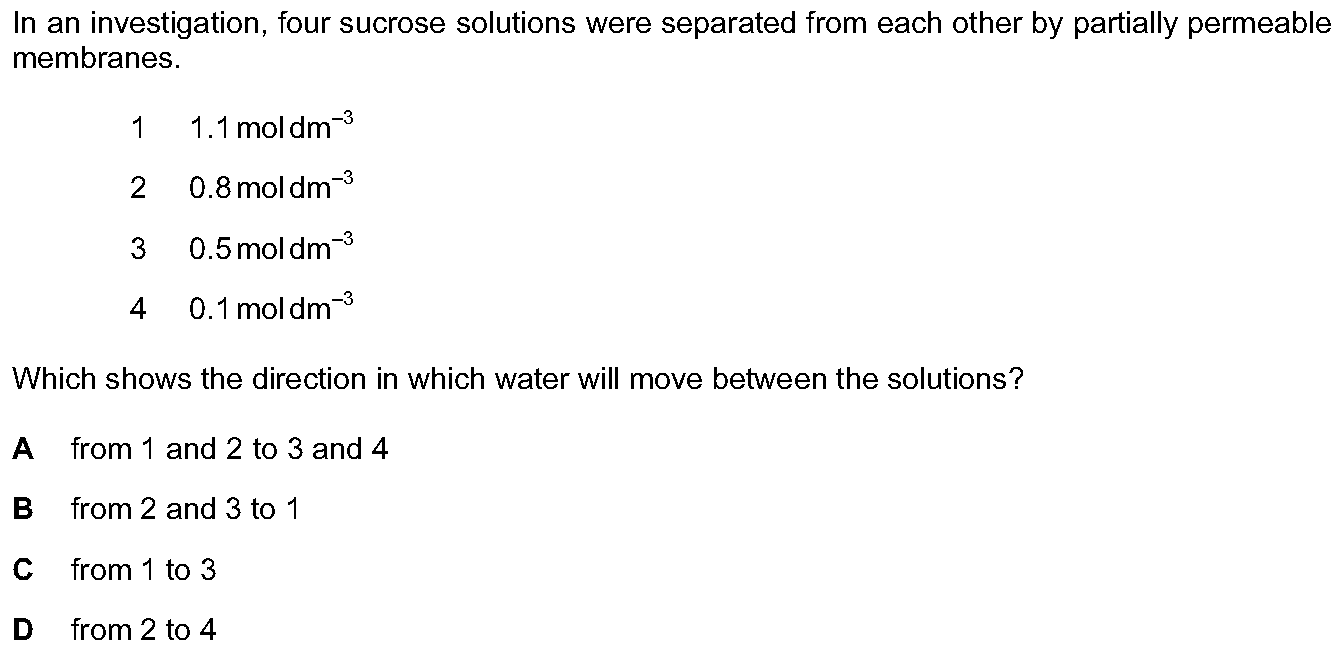 In an investigation, four sucrose solutions were separated from each other by partially permeable
membranes.
1 1.1 mol dm⁻³
2 0.8 mol dm⁻³
3 0.5 mol dm⁻³
4 0.1 mol dm⁻³
Which shows the direction in which water will move between the solutions?
A from 1 and 2 to 3 and 4
B from 2 and 3 to 1
C from 1 to 3
D from 2 to 4